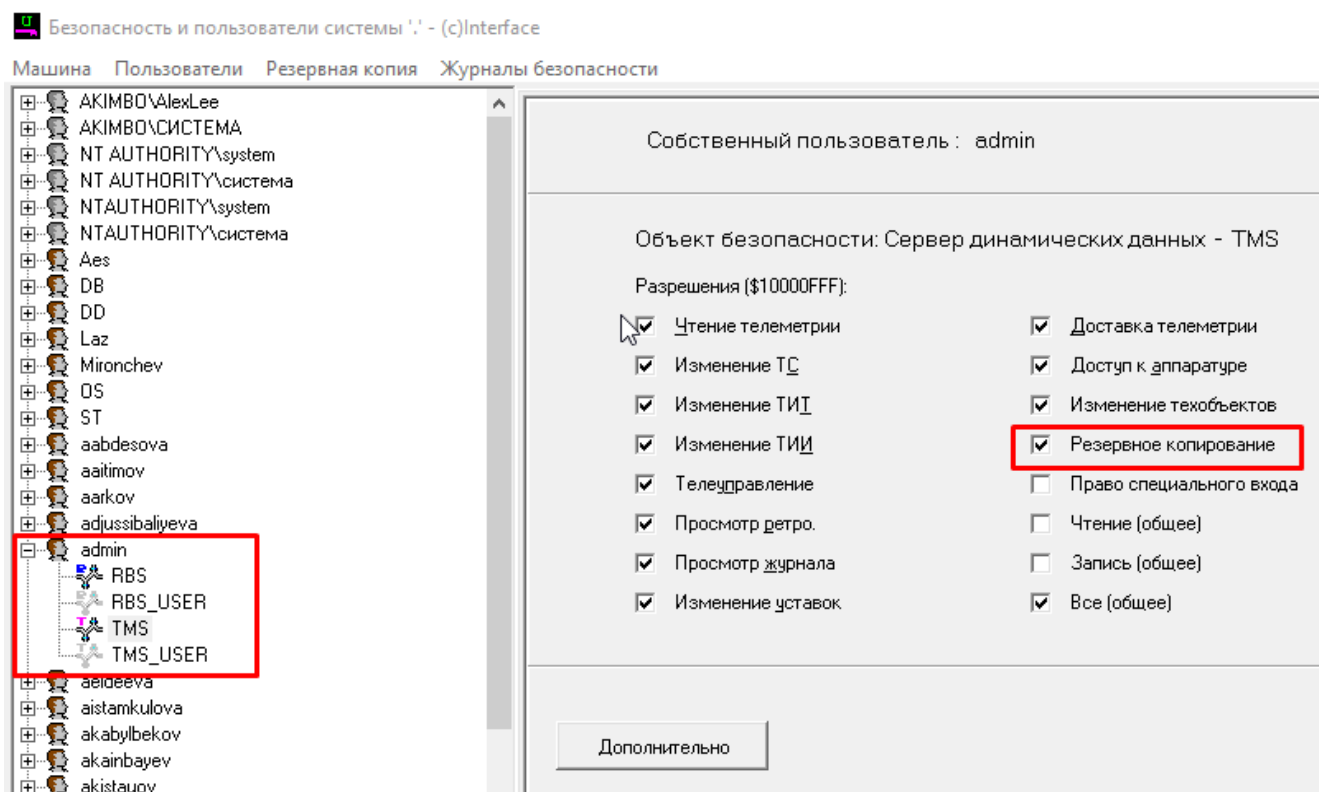 Безопасность и пользователи системы '.' - (c)Interface
Машина Пользователи Резервная копия Журналы безопасности
AKIMBO\AlexLee
AKIMBO\СИСТЕМА
NT AUTHORITY\system
NT AUTHORITY\система
NTAUTHORITY\system
NTAUTHORITY\система
Aes
DB
DD
Laz
Mironchev
OS
ST
aabdesova
aaitimov
aarkov
adjussibaliyeva
admin
RBS
RBS_USER
TMS
TMS_USER
aeideeva
aistamkulova
akabylbekov
akainbayev
akistauov
Собственный пользователь : admin
Объект безопасности: Сервер динамических данных - TMS
Разрешения ($10000FFF):
Чтение телеметрии
Изменение ТС
Изменение ТИТ
Изменение ТИИ
Телеуправление
Просмотр ретро.
Просмотр журнала
Изменение уставок
Доставка телеметрии
Доступ к аппаратуре
Изменение техобъектов
Резервное копирование
Право специального входа
Чтение (общее)
Запись (общее)
Все (общее)
Дополнительно